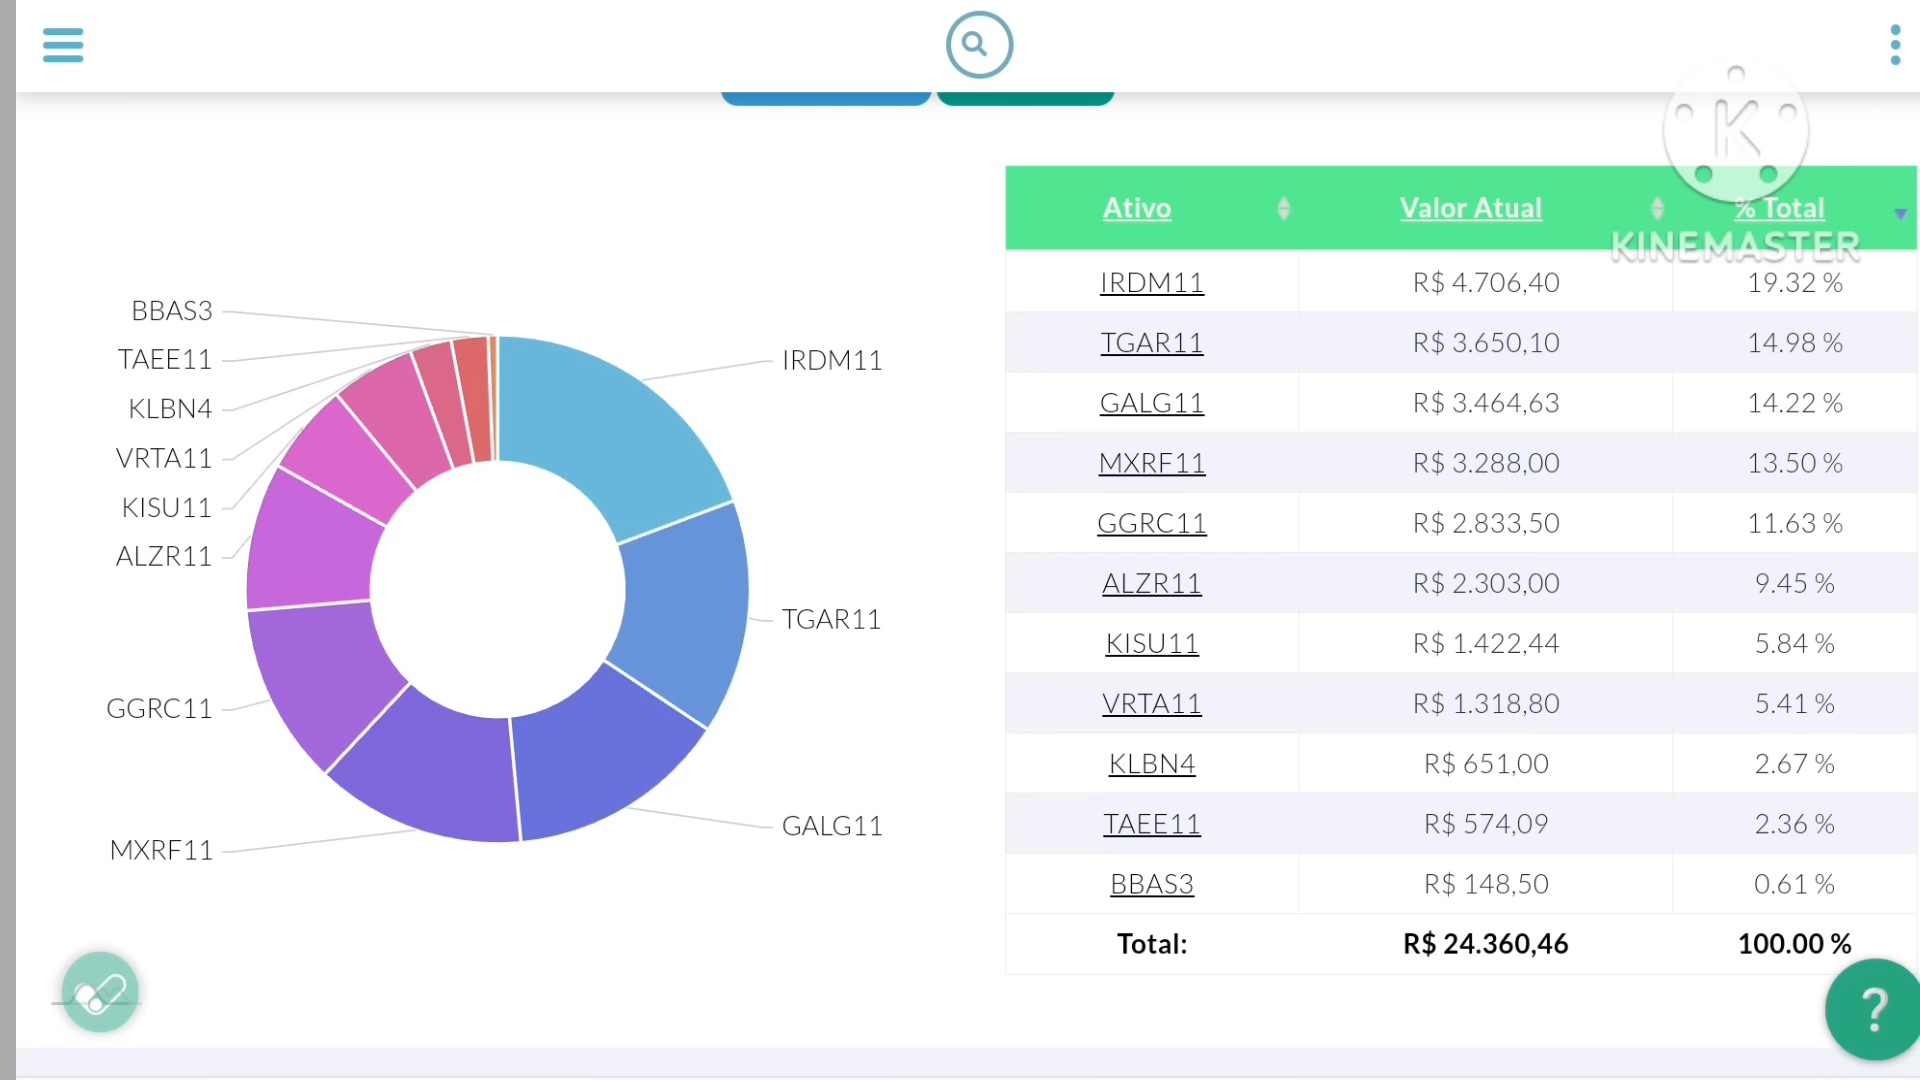 K
KINEMASTER
BBAS3
TAEE11
KLBN4
VRTA11
KISU11
ALZR11
GGRC11
MXRF11
IRDM11
TGAR11
GALG11
Ativo Valor Atual % Total
IRDM11 R$ 4.706,40 19.32 %
TGAR11 R$ 3.650,10 14.98 %
GALG11 R$ 3.464,63 14.22 %
MXRF11 R$ 3.288,00 13.50 %
GGRC11 R$ 2.833,50 11.63 %
ALZR11 R$ 2.303,00 9.45 %
KISU11 R$ 1.422,44 5.84 %
VRTA11 R$ 1.318,80 5.41 %
KLBN4 R$ 651,00 2.67 %
TAEE11 R$ 574,09 2.36 %
BBAS3 R$ 148,50 0.61 %
Total: R$ 24.360,46 100.00 %
?